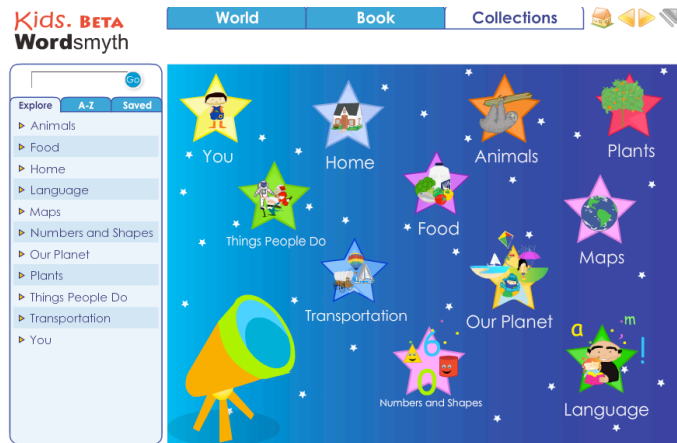 Kids. BETA
Wordsmyth
World
Book
Collections
Go
Explore
A-Z
Saved
Animals
Food
Home
Language
Maps
Numbers and Shapes
Our Planet
Plants
Things People Do
Transportation
You
You
Home
Animals
Plants
Things People Do
Food
Maps
Transportation
Our Planet
6
0
Numbers and Shapes
a
,
m
!
Language